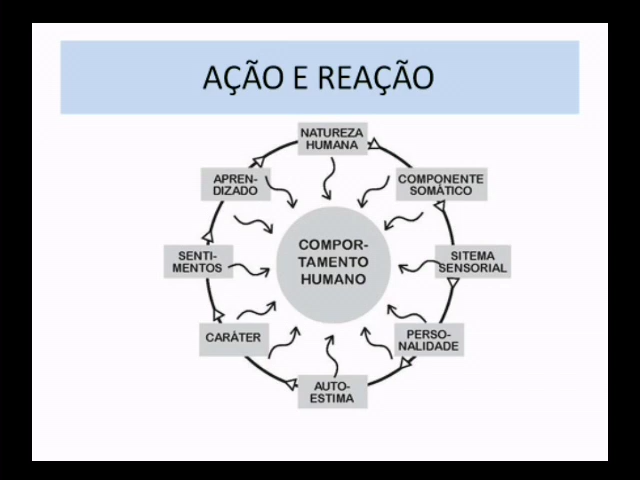 AÇÃO E REAÇÃO
NATUREZA
HUMANA
APREN-
DIZADO
COMPONENTE
SOMÁTICO
COMPOR-
TAMENTO
HUMANO
SENTI-
MENTOS
SITEMA
SENSORIAL
CARÁTER
PERSO-
NALIDADE
AUTO-
ESTIMA